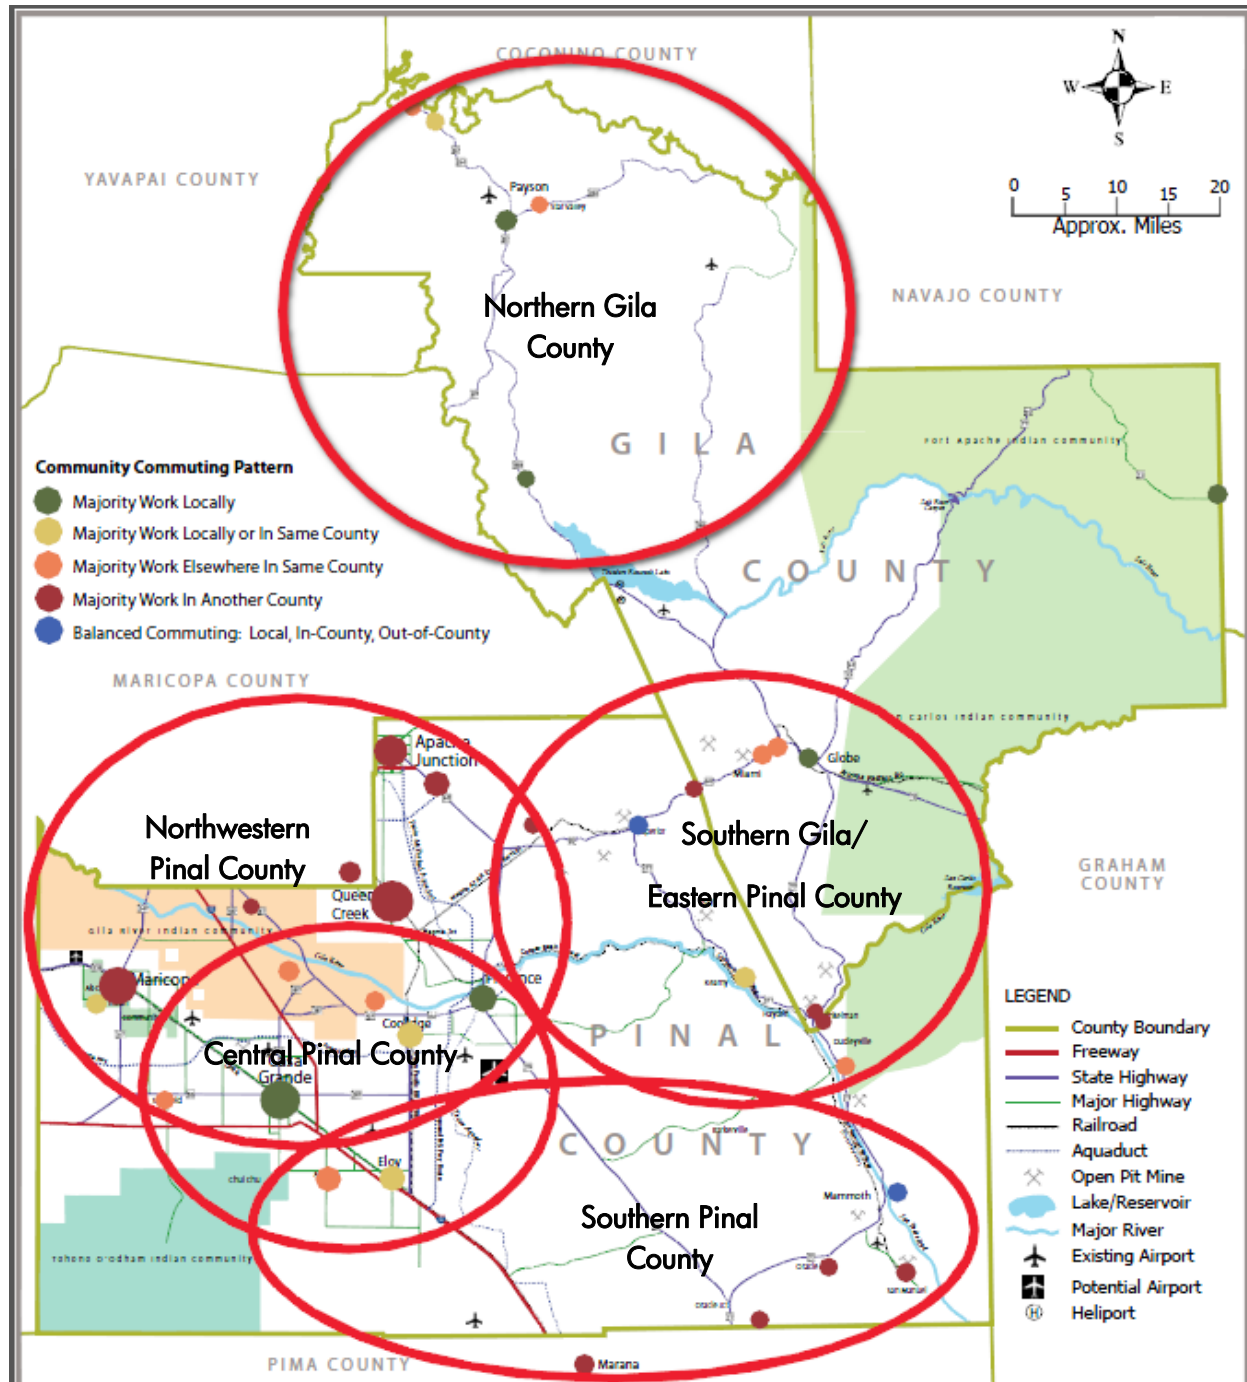 COCONINO COUNTY
N
W
E
S
YAVAPAI COUNTY
Payson
0
5
10
15
20
Approx. Miles
NAVAJO COUNTY
Northern Gila
County
GILA
Fort Apache Indian community
Community Commuting Pattern
Majority Work Locally
Majority Work Locally or In Same County
Majority Work Elsewhere In Same County
Majority Work In Another County
Balanced Commuting: Local, In-County, Out-of-County
COUNTY
MARICOPA COUNTY
n carlos indian community
Apache
Junction
Globe
Miami
Northwestern
Pinal County
Southern Gila/
Eastern Pinal County
GRAHAM
COUNTY
Queen
Creek
Gila River Indian community
Maricopa
Florence
Coolidge
PINAL
Central Pinal County
Grande
LEGEND
County Boundary
Freeway
State Highway
Major Highway
Railroad
Aquaduct
Open Pit Mine
Lake/Reservoir
Major River
Existing Airport
Potential Airport
H
Heliport
COUNTY
Eloy
chuichu
Mammoth
Southern Pinal
County
Tohono O'odham Indian community
PIMA COUNTY
Marana